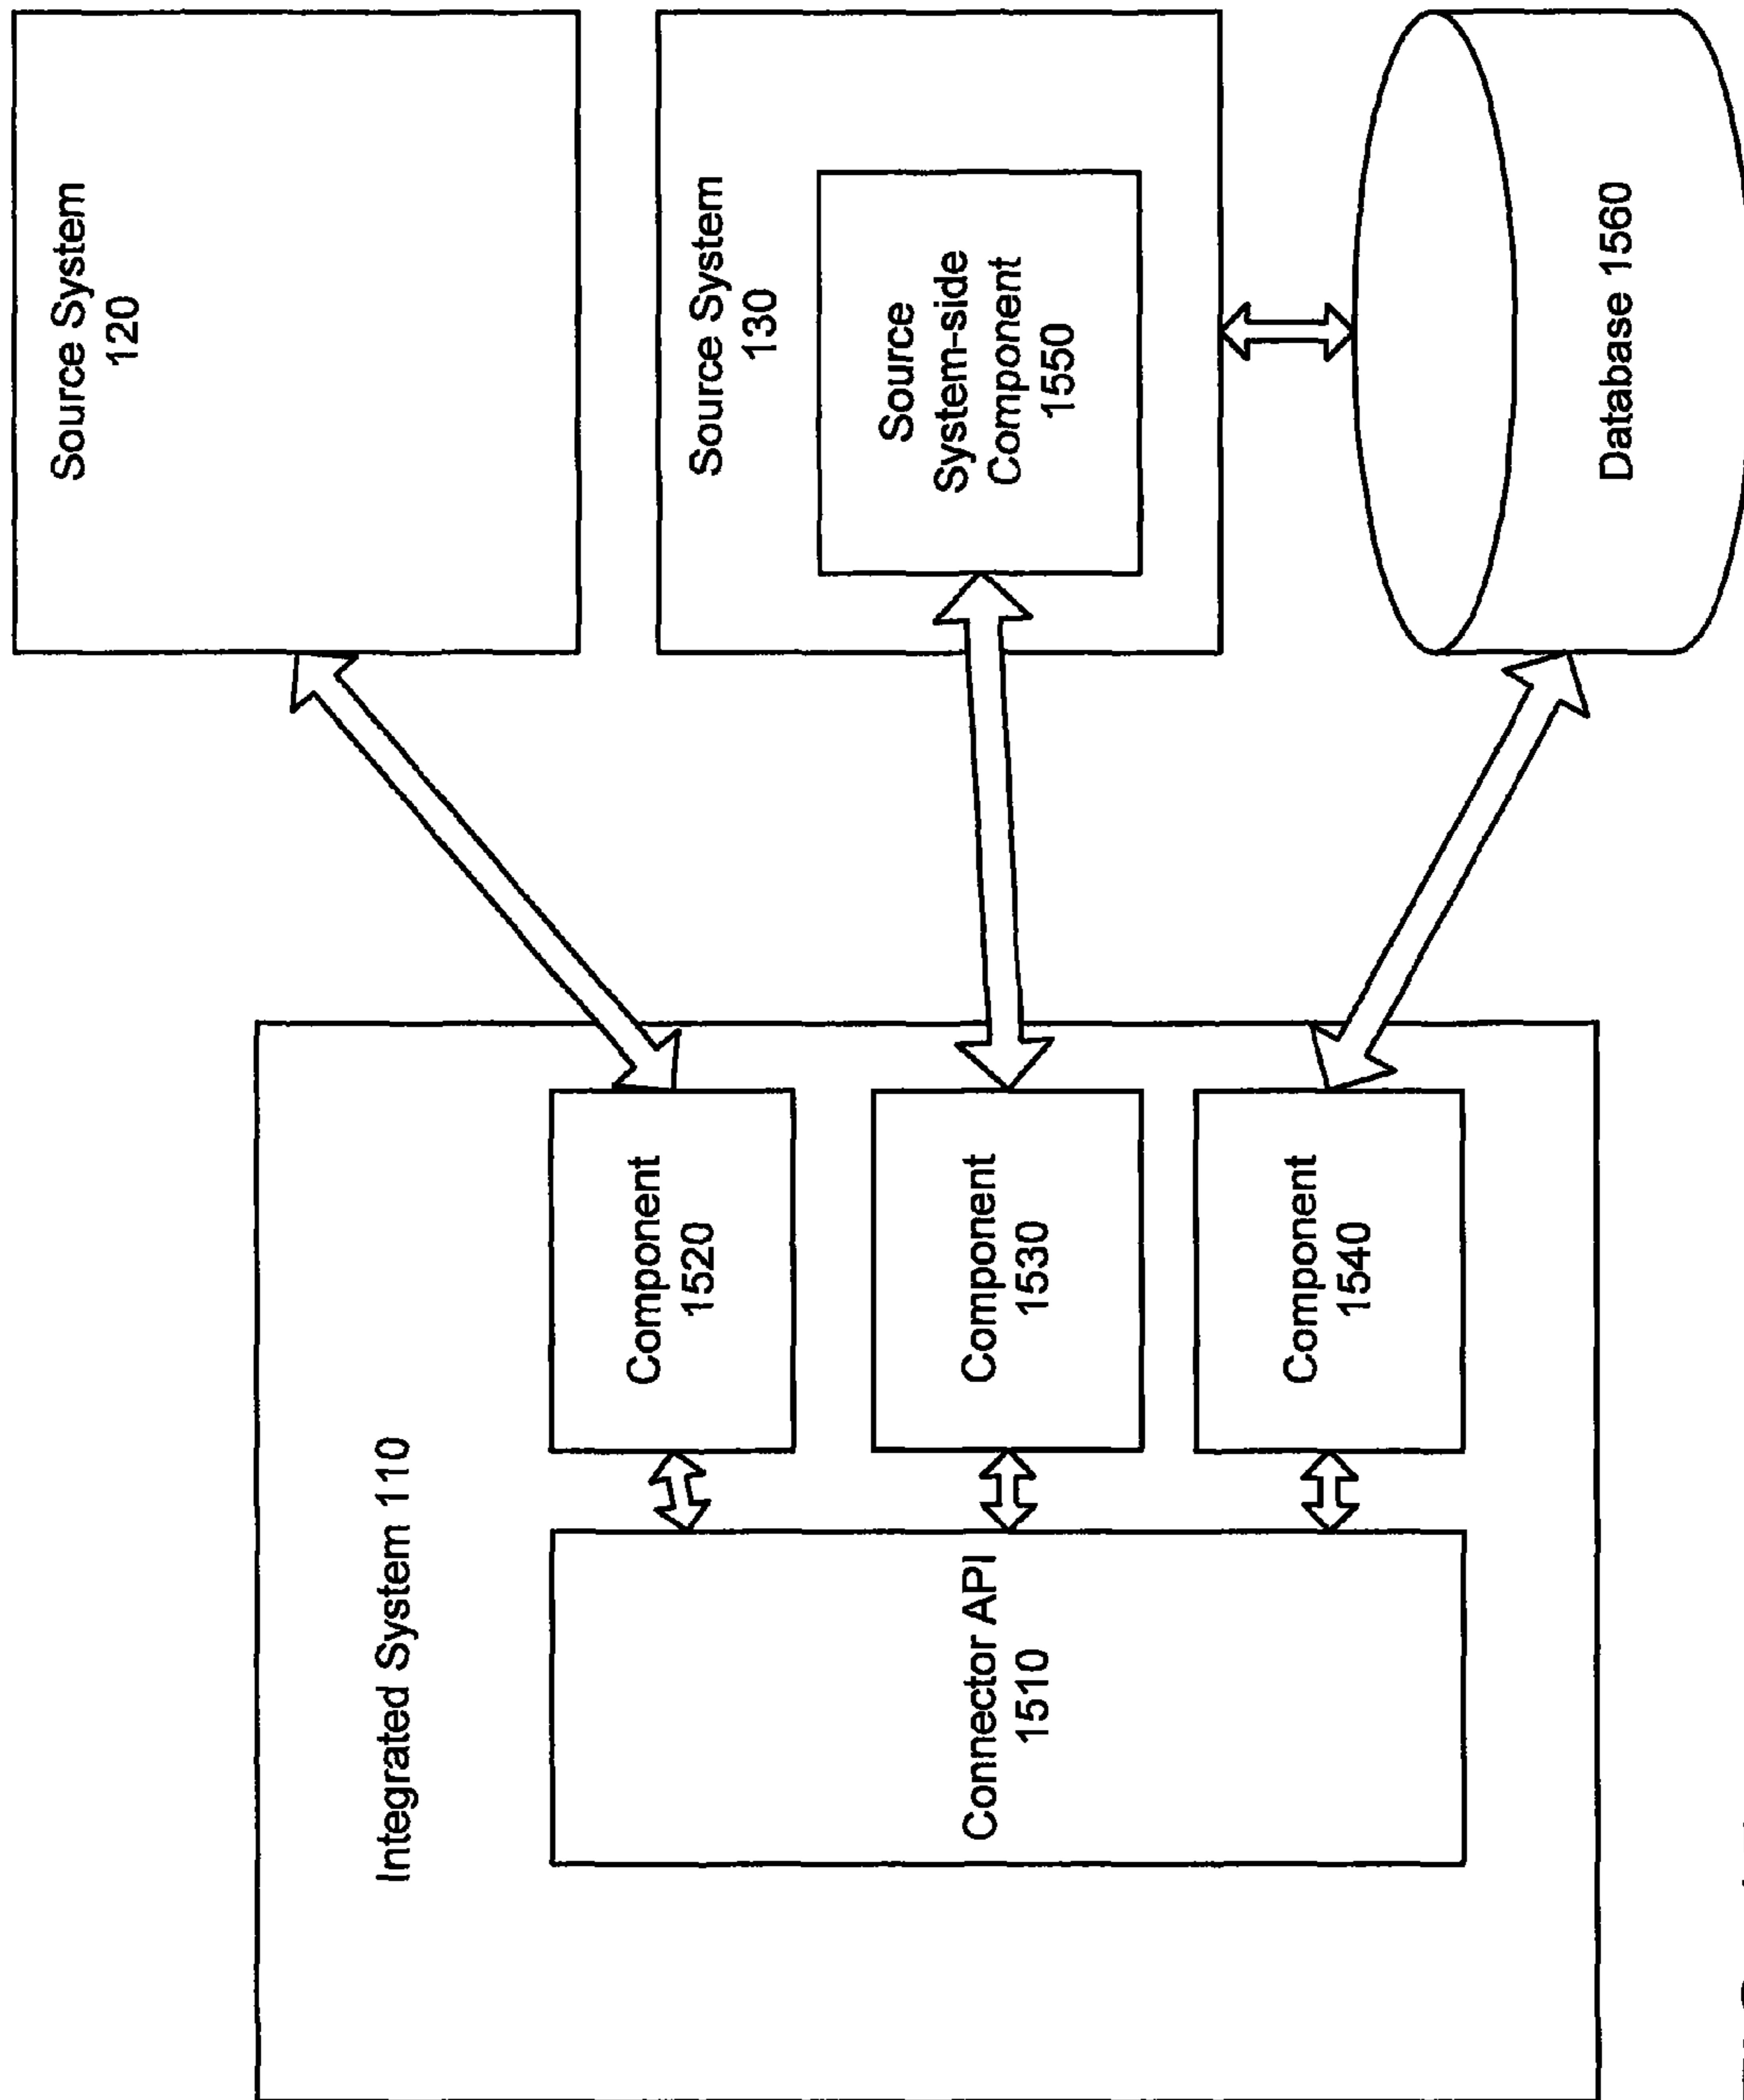 Source System
120
Source System
130
Source
System-side
Component
1550
Database 1560
Integrated System 110
Component
1520
Component
1530
Component
1540
Connector API
1510